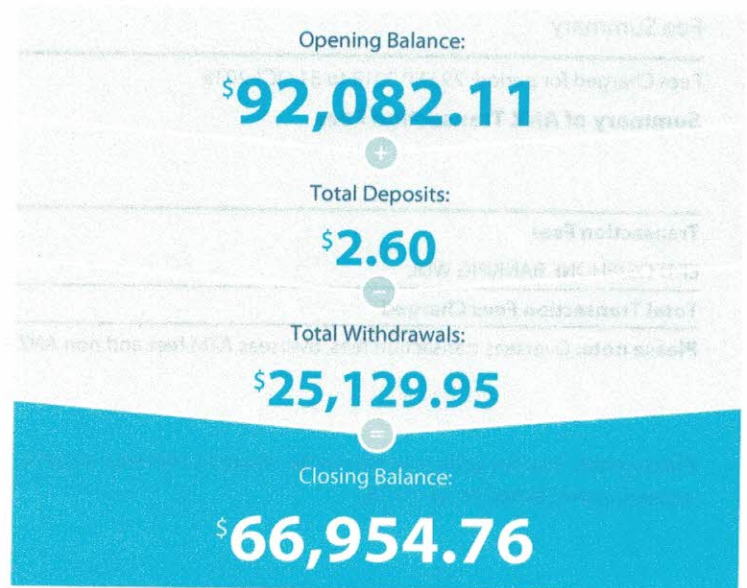 Opening Balance:
$92,082.11
+
Total Deposits:
$2.60
−
Total Withdrawals:
$25,129.95
=
Closing Balance:
$66,954.76